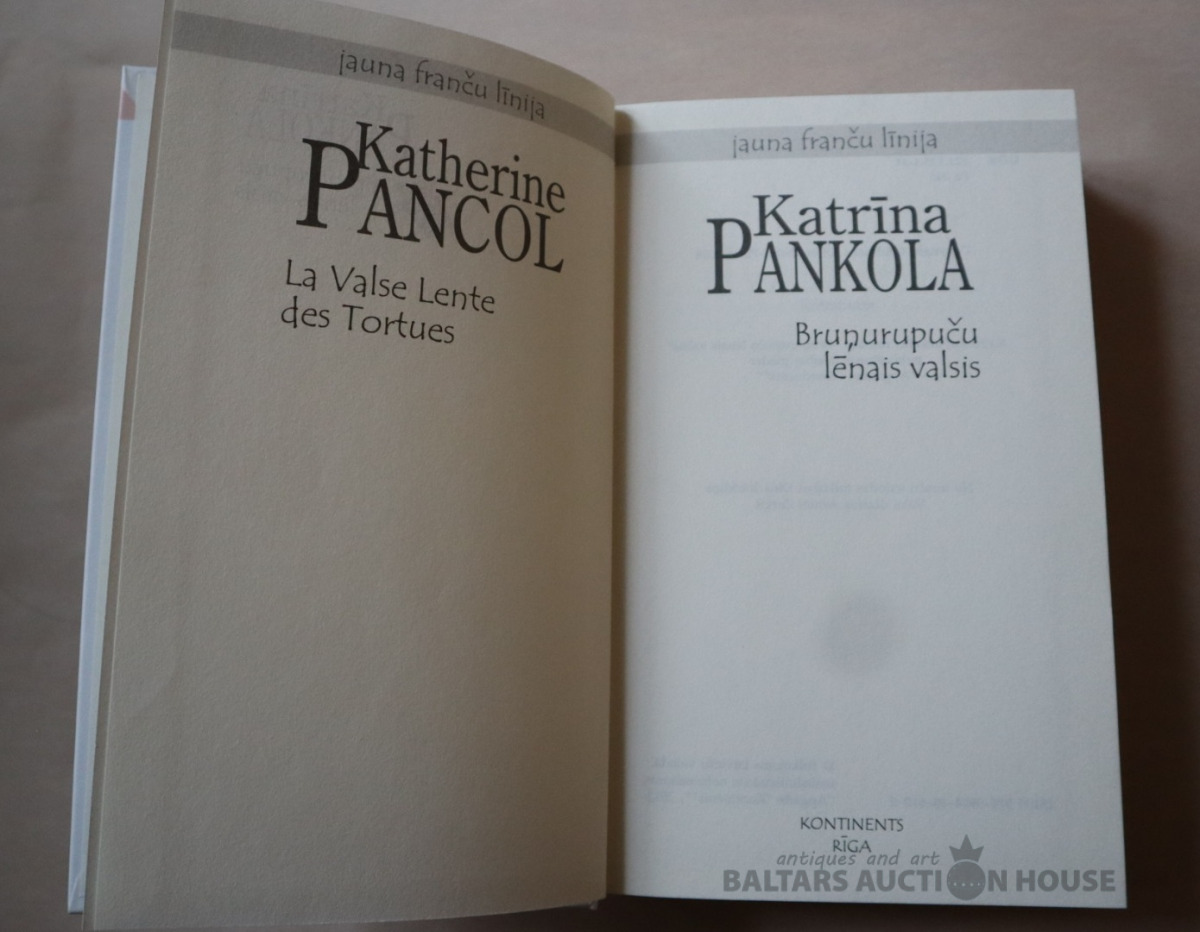 jauna franču līnija
Katherine
PANCOL
La Valse Lente
des Tortues
jauna franču līnija
Katrīna
PANKOLA
Bruņurupuču
lēnais valsis
KONTINENTS
RĪGA
antiques and art
BALTARS AUCTION HOUSE